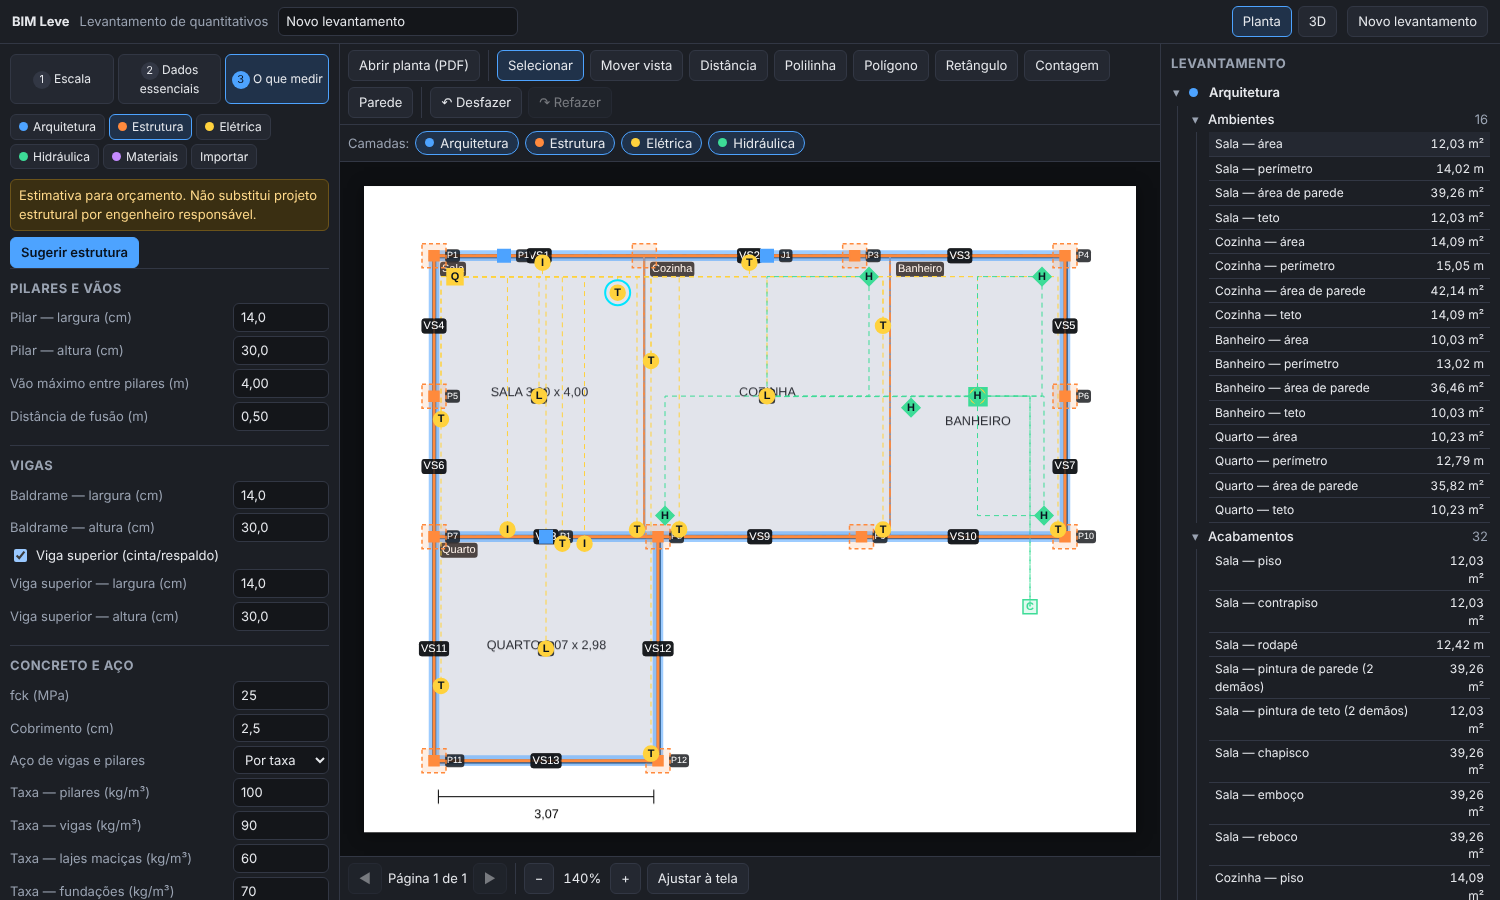 BIM Leve Levantamento de quantitativos Novo levantamento Planta 3D Novo levantamento
1 Escala 2 Dados essenciais 3 O que medir
Arquitetura Estrutura Elétrica
Hidráulica Materiais Importar
Estimativa para orçamento. Não substitui projeto
estrutural por engenheiro responsável.
Sugerir estrutura
PILARES E VÃOS
Pilar — largura (cm) 14,0
Pilar — altura (cm) 30,0
Vão máximo entre pilares (m) 4,00
Distância de fusão (m) 0,50
VIGAS
Baldrame — largura (cm) 14,0
Baldrame — altura (cm) 30,0
Viga superior (cinta/respaldo)
Viga superior — largura (cm) 14,0
Viga superior — altura (cm) 30,0
CONCRETO E AÇO
fck (MPa) 25
Cobrimento (cm) 2,5
Aço de vigas e pilares Por taxa
Taxa — pilares (kg/m³) 100
Taxa — vigas (kg/m³) 90
Taxa — lajes maciças (kg/m³) 60
Taxa — fundações (kg/m³) 70
Abrir planta (PDF) Selecionar Mover vista Distância Polilinha Polígono Retângulo Contagem
Parede ↶ Desfazer ↷ Refazer
Camadas: Arquitetura Estrutura Elétrica Hidráulica
P1 I T J1 P3 VS3 P4
Q Cozinha Banheiro H H
T
VS4 T VS5
T
P5 L L H P6
T H
BANHEIRO
VS6 VS7
I H T T T H T
P7 T I VS9 VS10 P10
Quarto
C
VS11 L VS12
T
T
P11 VS13 P12
3,07
◀ Página 1 de 1 ▶ − 140% + Ajustar à tela
LEVANTAMENTO
▼ Arquitetura
▼ Ambientes 16
Sala — área 12,03 m²
Sala — perímetro 14,02 m
Sala — área de parede 39,26 m²
Sala — teto 12,03 m²
Cozinha — área 14,09 m²
Cozinha — perímetro 15,05 m
Cozinha — área de parede 42,14 m²
Cozinha — teto 14,09 m²
Banheiro — área 10,03 m²
Banheiro — perímetro 13,02 m
Banheiro — área de parede 36,46 m²
Banheiro — teto 10,03 m²
Quarto — área 10,23 m²
Quarto — perímetro 12,79 m
Quarto — área de parede 35,82 m²
Quarto — teto 10,23 m²
▼ Acabamentos 32
Sala — piso 12,03
m²
Sala — contrapiso 12,03
m²
Sala — rodapé 12,42 m
Sala — pintura de parede (2 39,26
demãos) m²
Sala — pintura de teto (2 demãos) 12,03
m²
Sala — chapisco 39,26
m²
Sala — emboço 39,26
m²
Sala — reboco 39,26
m²
Cozinha — piso 14,09
m²